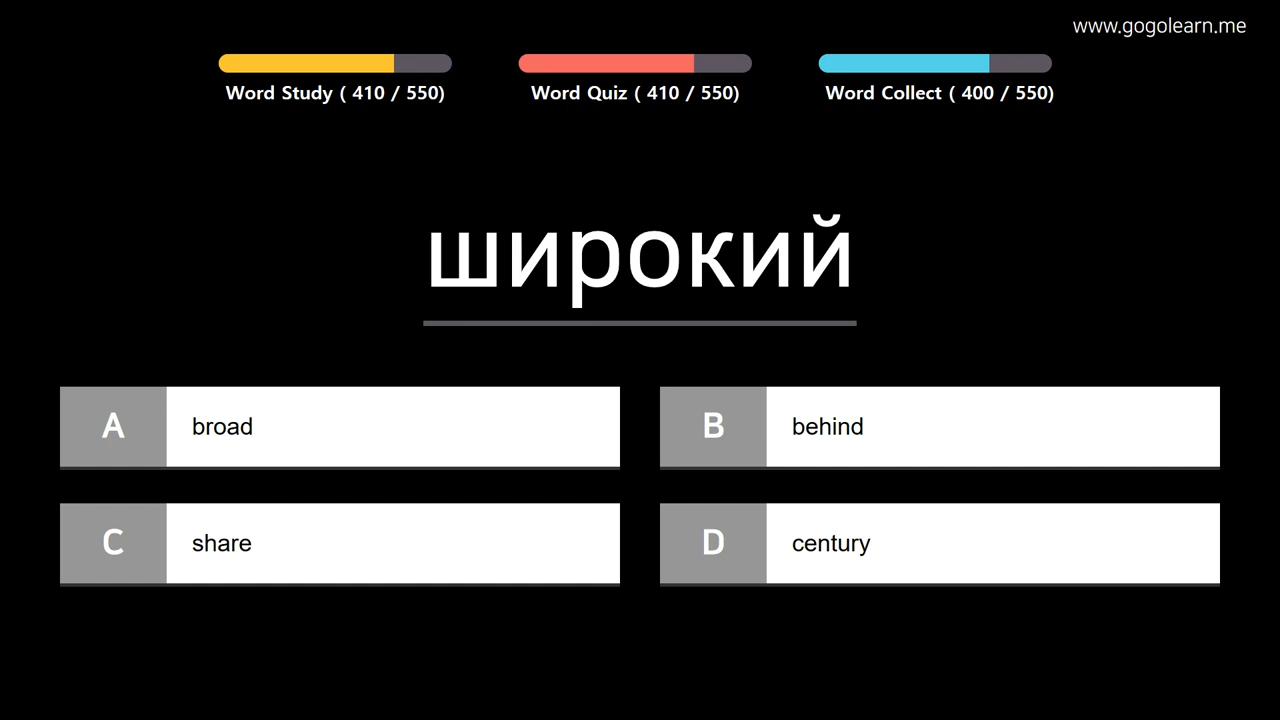 www.gogolearn.me
Word Study ( 410 / 550)
Word Quiz ( 410 / 550)
Word Collect ( 400 / 550)
широкий
A broad
B behind
C share
D century